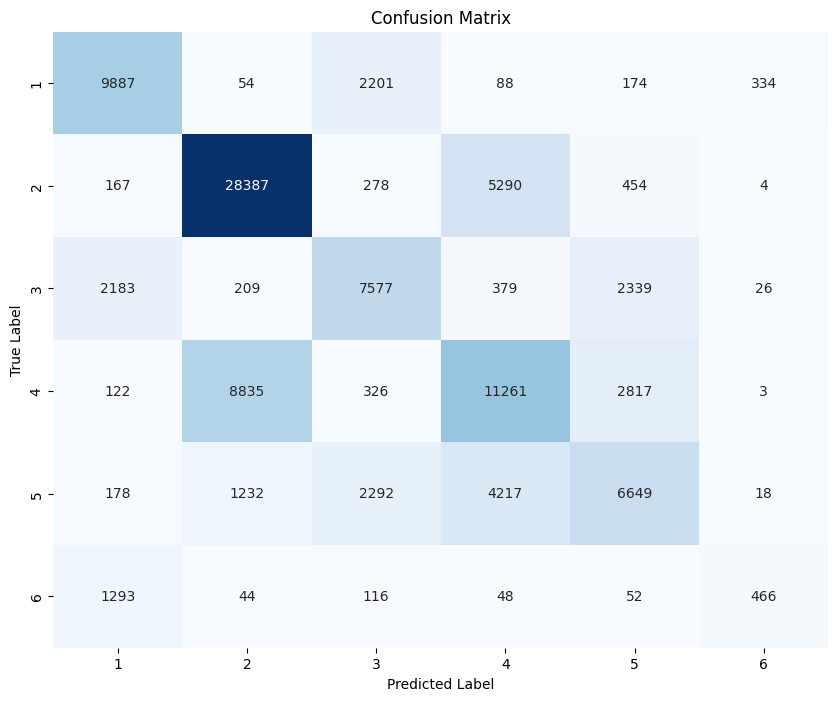 Confusion Matrix
1 9887 54 2201 88 174 334
2 167 28387 278 5290 454 4
3 2183 209 7577 379 2339 26
True Label
4 122 8835 326 11261 2817 3
5 178 1232 2292 4217 6649 18
6 1293 44 116 48 52 466
1 2 3 4 5 6
Predicted Label